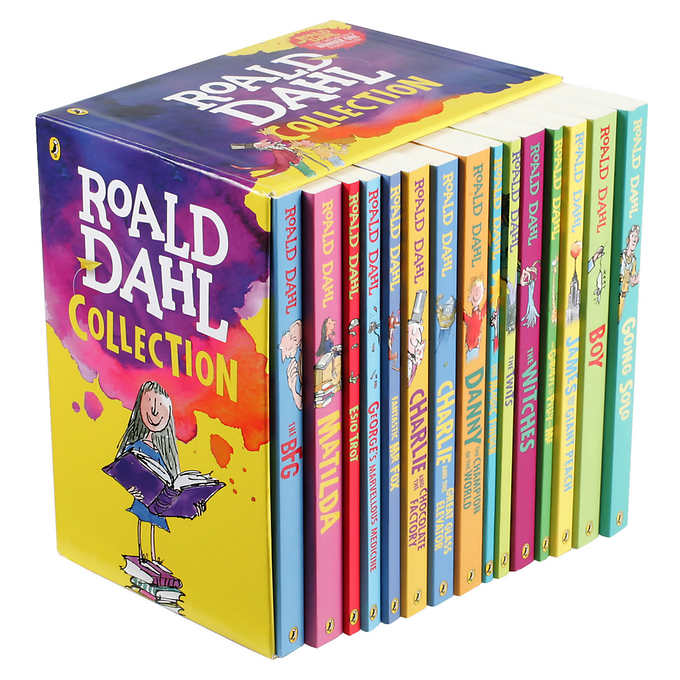 ROALD
DAHL
COLLECTION
ROALD
DAHL
COLLECTION
ROALD DAHL THE BFG
ROALD DAHL MATILDA
ROALD DAHL ESIO TROT
ROALD DAHL GEORGE'S MARVELLOUS MEDICINE
ROALD DAHL FANTASTIC MR FOX
ROALD DAHL CHARLIE AND THE CHOCOLATE FACTORY
ROALD DAHL CHARLIE AND THE GREAT GLASS ELEVATOR
ROALD DAHL DANNY THE CHAMPION OF THE WORLD
ROALD DAHL
ROALD DAHL THE TWITS
ROALD DAHL THE WITCHES
ROALD DAHL
ROALD DAHL JAMES AND THE GIANT PEACH
ROALD DAHL BOY
ROALD DAHL GOING SOLO